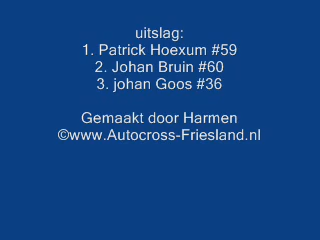 uitslag:
1. Patrick Hoexum #59
2. Johan Bruin #60
3. johan Goos #36
Gemaakt door Harmen
©www.Autocross-Friesland.nl